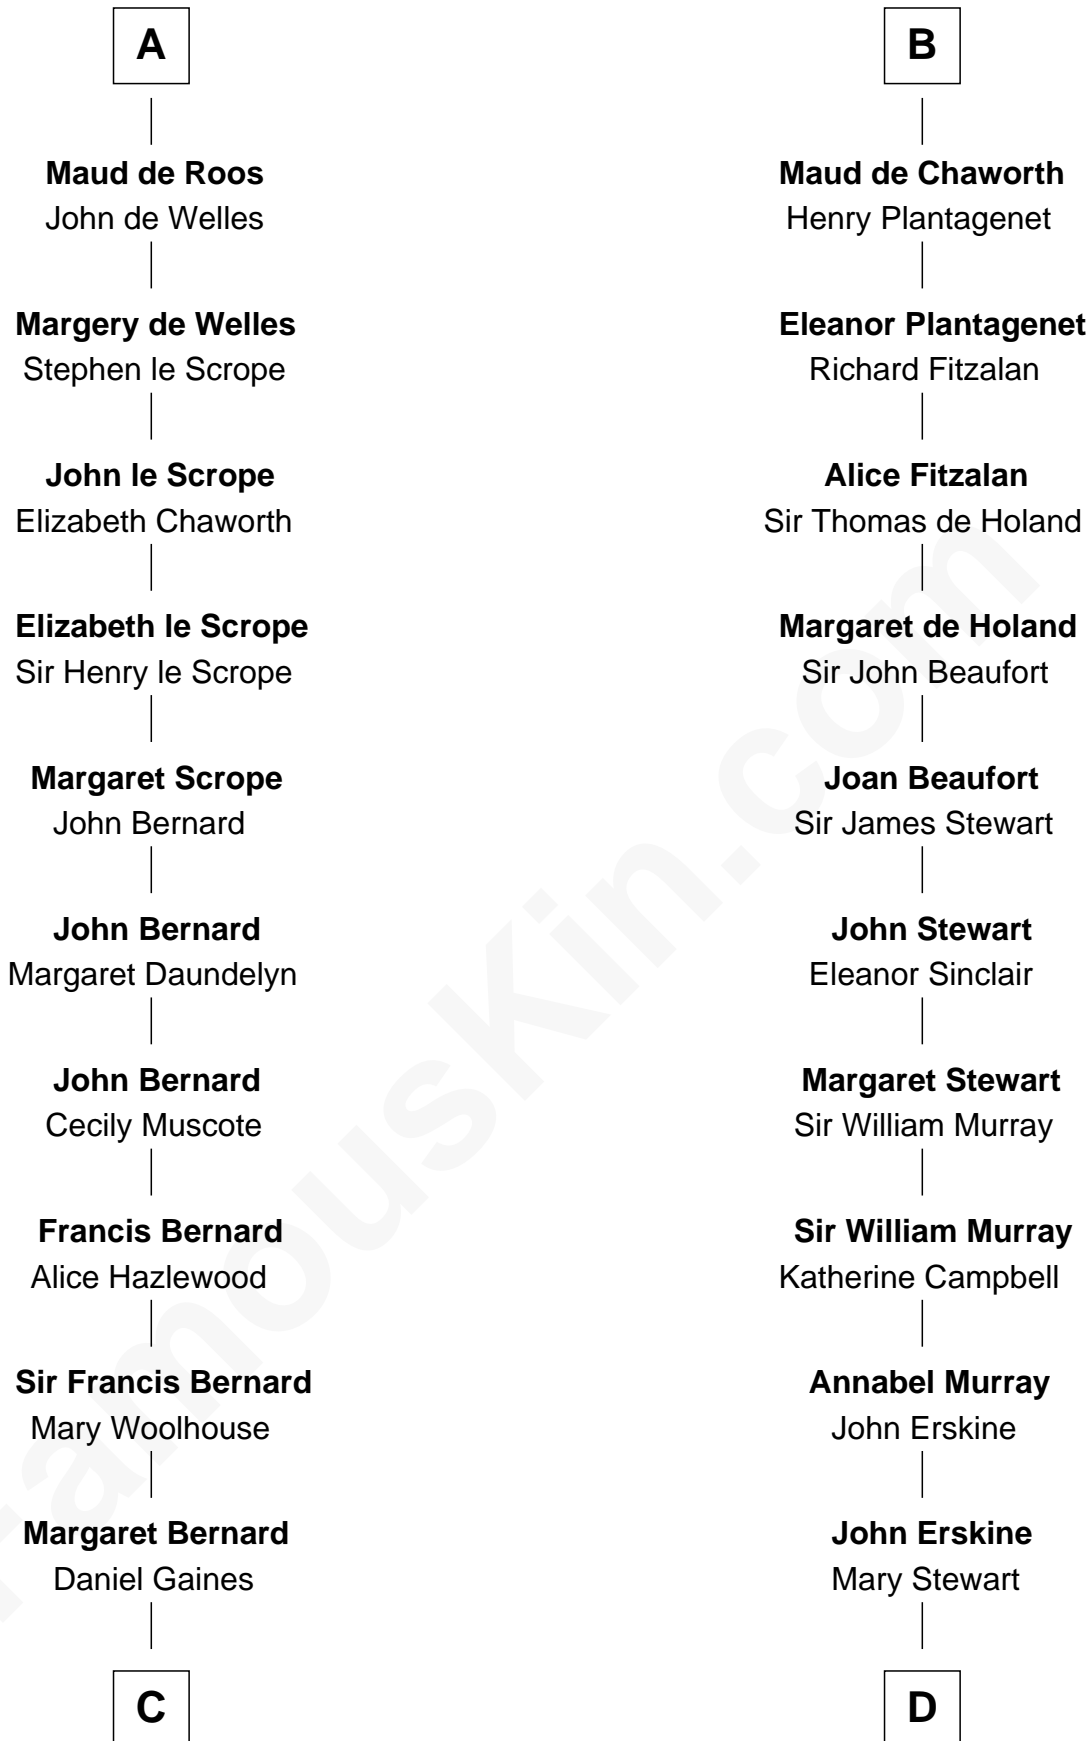 A
Maud de Roos
John de Welles
Margery de Welles
Stephen le Scrope
John le Scrope
Elizabeth Chaworth
Elizabeth le Scrope
Sir Henry le Scrope
Margaret Scrope
John Bernard
John Bernard
Margaret Daundelyn
John Bernard
Cecily Muscote
Francis Bernard
Alice Hazlewood
Sir Francis Bernard
Mary Woolhouse
Margaret Bernard
Daniel Gaines
C
B
Maud de Chaworth
Henry Plantagenet
Eleanor Plantagenet
Richard Fitzalan
Alice Fitzalan
Sir Thomas de Holand
Margaret de Holand
Sir John Beaufort
Joan Beaufort
Sir James Stewart
John Stewart
Eleanor Sinclair
Margaret Stewart
Sir William Murray
Sir William Murray
Katherine Campbell
Annabel Murray
John Erskine
John Erskine
Mary Stewart
D
FamousKin.com